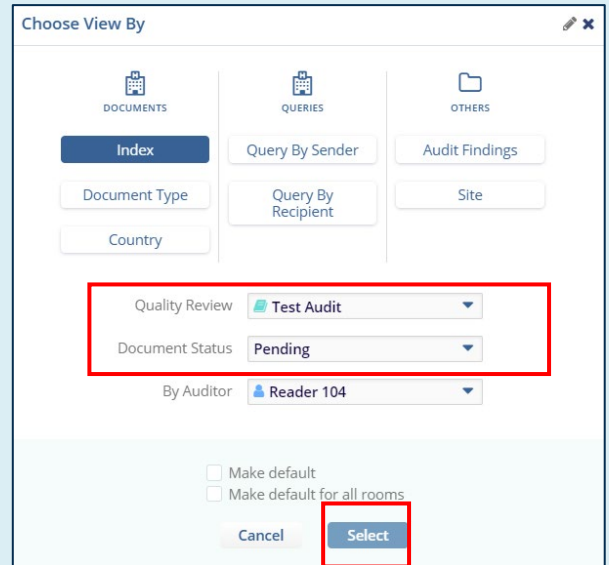 Choose View By
DOCUMENTS
QUERIES
OTHERS
Index
Query By Sender
Audit Findings
Document Type
Query By
Recipient
Site
Country
Quality Review
Test Audit
Document Status
Pending
By Auditor
Reader 104
Make default
Make default for all rooms
Cancel
Select